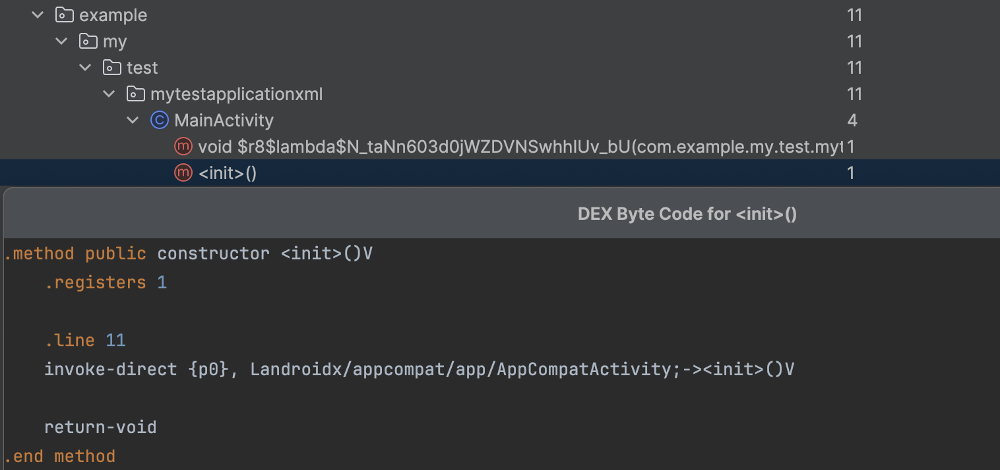 example 11
my 11
test 11
mytestapplicationxml 11
C MainActivity 4
m void $r8$lambda$N_taNn603d0jWZDVNSwhhIUv_bU(com.example.my.test.myt 1
m <init>() 1
DEX Byte Code for <init>()
.method public constructor <init>()V
.registers 1
.line 11
invoke-direct {p0}, Landroidx/appcompat/app/AppCompatActivity;-><init>()V
return-void
.end method